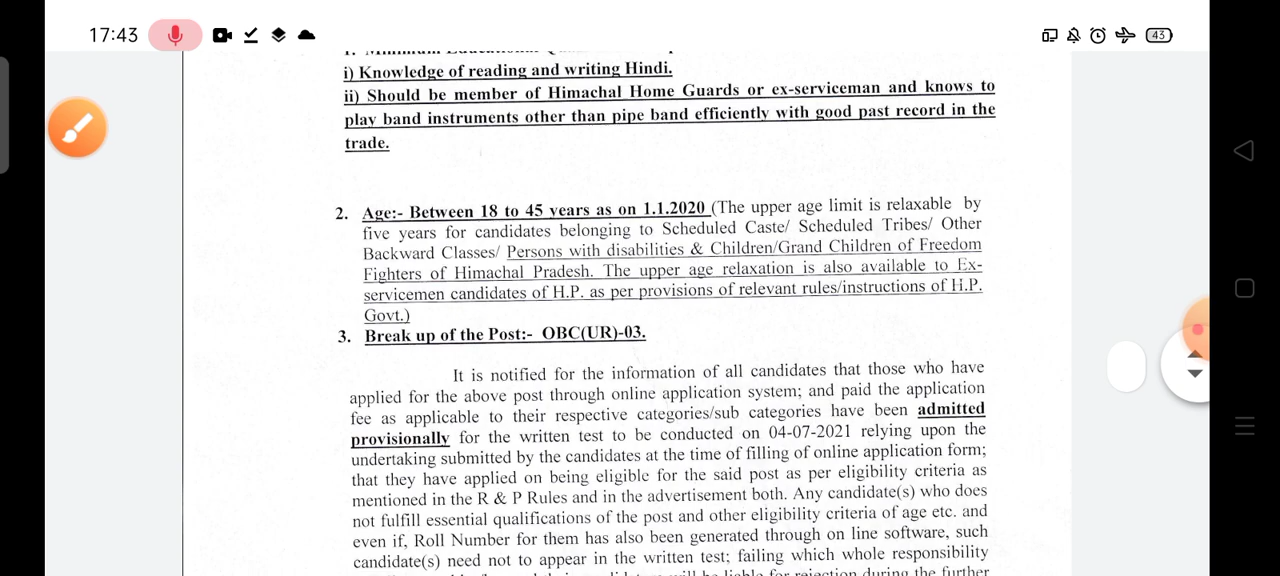 17:43
43
i) Knowledge of reading and writing Hindi.
ii) Should be member of Himachal Home Guards or ex-serviceman and knows to
play band instruments other than pipe band efficiently with good past record in the
trade.
2. Age:- Between 18 to 45 years as on 1.1.2020 (The upper age limit is relaxable by
five years for candidates belonging to Scheduled Caste/ Scheduled Tribes/ Other
Backward Classes/ Persons with disabilities & Children/Grand Children of Freedom
Fighters of Himachal Pradesh. The upper age relaxation is also available to Ex-
servicemen candidates of H.P. as per provisions of relevant rules/instructions of H.P.
Govt.)
3. Break up of the Post:- OBC(UR)-03.
It is notified for the information of all candidates that those who have
applied for the above post through online application system; and paid the application
fee as applicable to their respective categories/sub categories have been admitted
provisionally for the written test to be conducted on 04-07-2021 relying upon the
undertaking submitted by the candidates at the time of filling of online application form;
that they have applied on being eligible for the said post as per eligibility criteria as
mentioned in the R & P Rules and in the advertisement both. Any candidate(s) who does
not fulfill essential qualifications of the post and other eligibility criteria of age etc. and
even if, Roll Number for them has also been generated through on line software, such
candidate(s) need not to appear in the written test; failing which whole responsibility